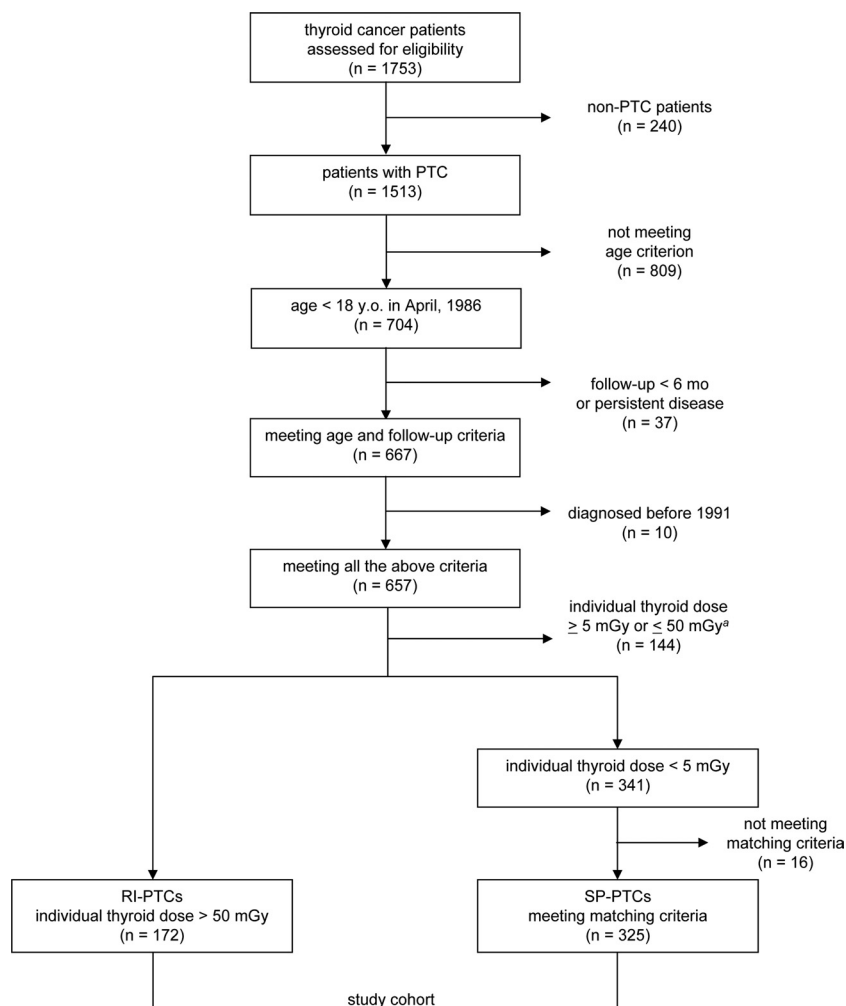 thyroid cancer patients
assessed for eligibility
(n = 1753)
non-PTC patients
(n = 240)
patients with PTC
(n = 1513)
not meeting
age criterion
(n = 809)
age < 18 y.o. in April, 1986
(n = 704)
follow-up < 6 mo
or persistent disease
(n = 37)
meeting age and follow-up criteria
(n = 667)
diagnosed before 1991
(n = 10)
meeting all the above criteria
(n = 657)
individual thyroid dose
≥ 5 mGy or ≤ 50 mGyᵃ
(n = 144)
individual thyroid dose < 5 mGy
(n = 341)
not meeting
matching criteria
(n = 16)
RI-PTCs
individual thyroid dose > 50 mGy
(n = 172)
SP-PTCs
meeting matching criteria
(n = 325)
study cohort